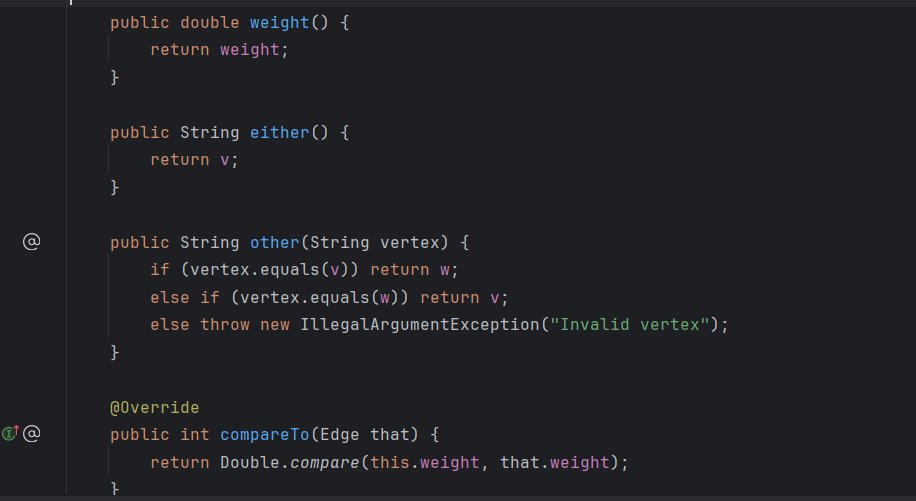 public double weight() {
return weight;
}
public String either() {
return v;
}
@
public String other(String vertex) {
if (vertex.equals(v)) return w;
else if (vertex.equals(w)) return v;
else throw new IllegalArgumentException("Invalid vertex");
}
@Override
I @
public int compareTo(Edge that) {
return Double.compare(this.weight, that.weight);
}